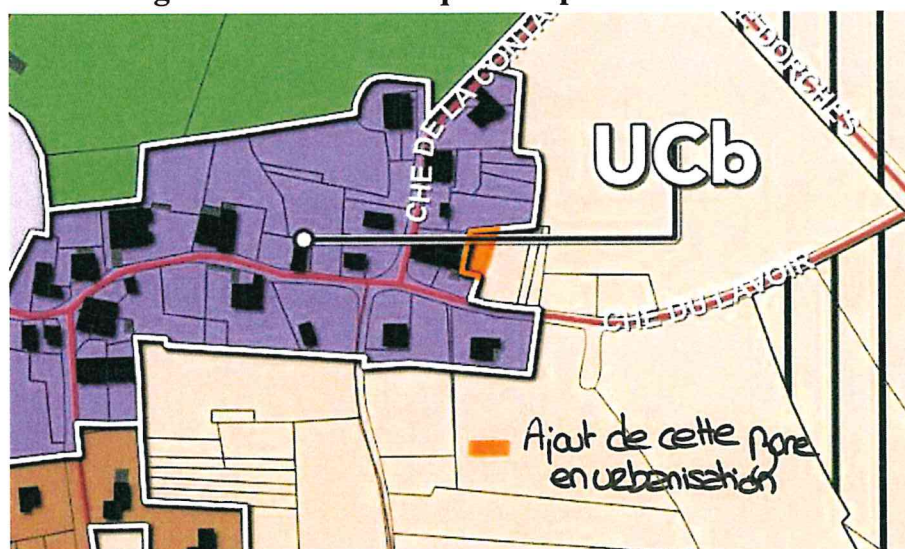 CHE DE LA CONTA
E DORCHES
UCb
CHE DU LAVOIR
Ajout de cette zone
en urbanisation